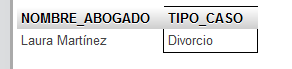 NOMBRE_ABOGADO TIPO_CASO
Laura Martínez Divorcio